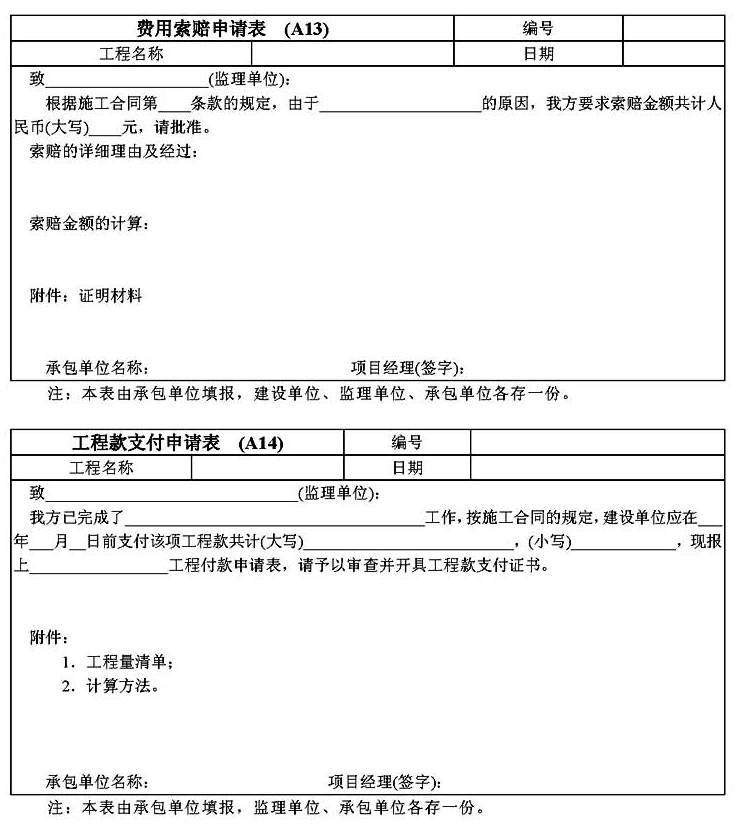 费用索赔申请表 (A13) 编号
工程名称 日期
致____________________(监理单位):
根据施工合同第____条款的规定，由于____________________的原因，我方要求索赔金额共计人
民币(大写)____元，请批准。
索赔的详细理由及经过:
索赔金额的计算:
附件: 证明材料
承包单位名称: 项目经理(签字):
注: 本表由承包单位填报，建设单位、监理单位、承包单位各存一份。
工程款支付申请表 (A14) 编号
工程名称 日期
致______________________________(监理单位):
我方已完成了____________________________________工作，按施工合同的规定，建设单位应在___
年___月__日前支付该项工程款共计(大写)__________________________，(小写)_____________，现报
上_________________工程付款申请表，请予以审查并开具工程款支付证书。
附件:
1. 工程量清单;
2. 计算方法。
承包单位名称: 项目经理(签字):
注: 本表由承包单位填报，监理单位、承包单位各存一份。